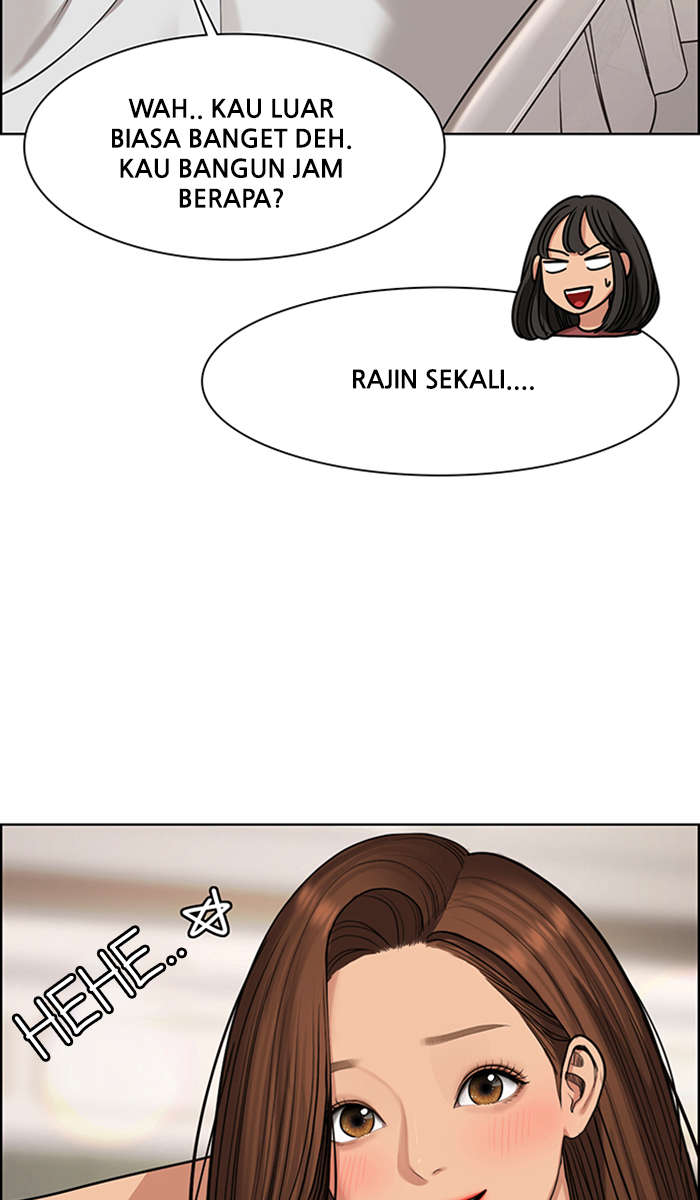 WAH.. KAU LUAR
BIASA BANGET DEH.
KAU BANGUN JAM
BERAPA?
RAJIN SEKALI....
HEHE..